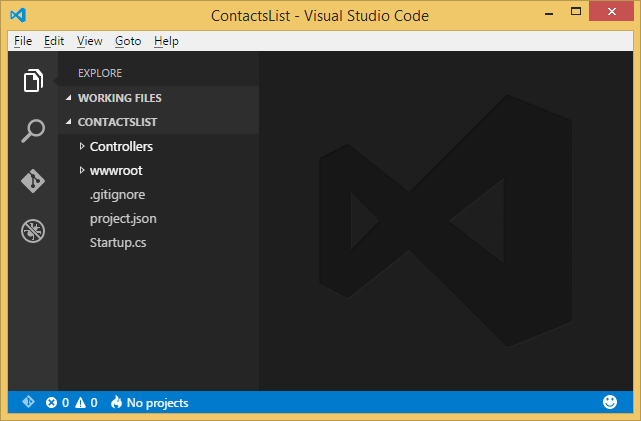 ContactsList - Visual Studio Code
File Edit View Goto Help
EXPLORE
WORKING FILES
CONTACTSLIST
Controllers
wwwroot
.gitignore
project.json
Startup.cs
0 0 No projects